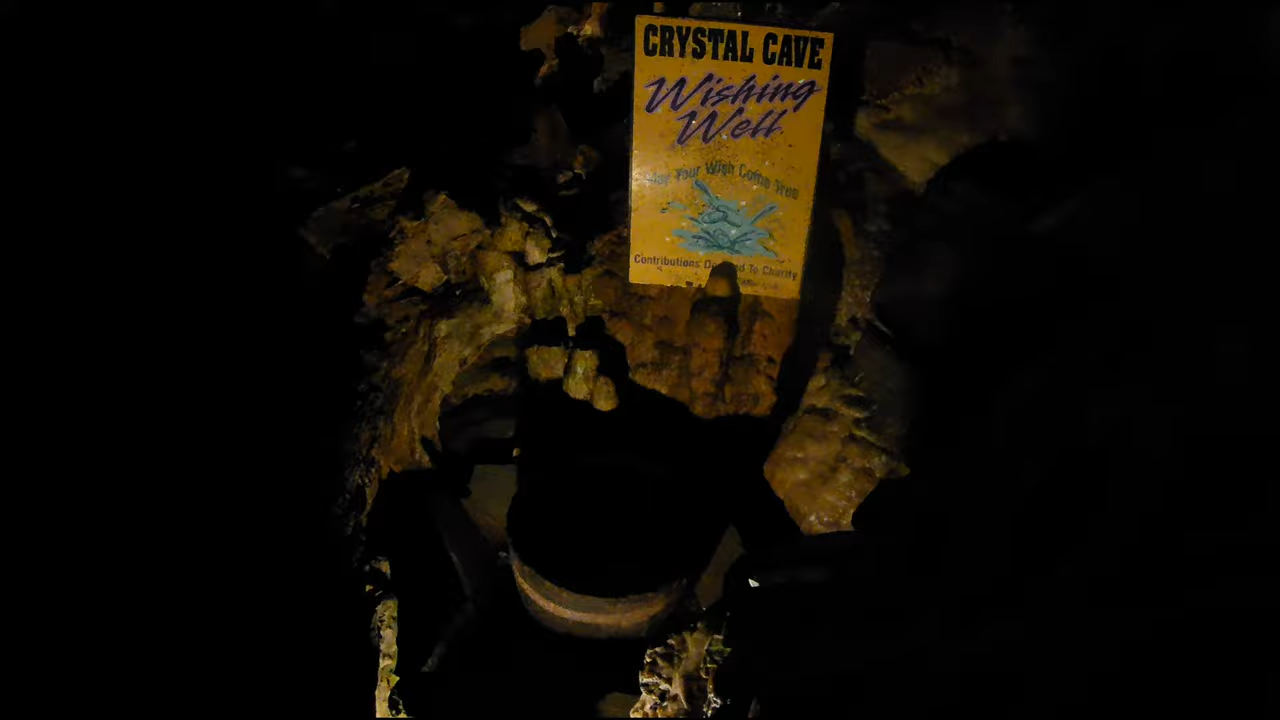 CRYSTAL CAVE
Wishing
Well
Your Wish Come True
Contributions To Charity